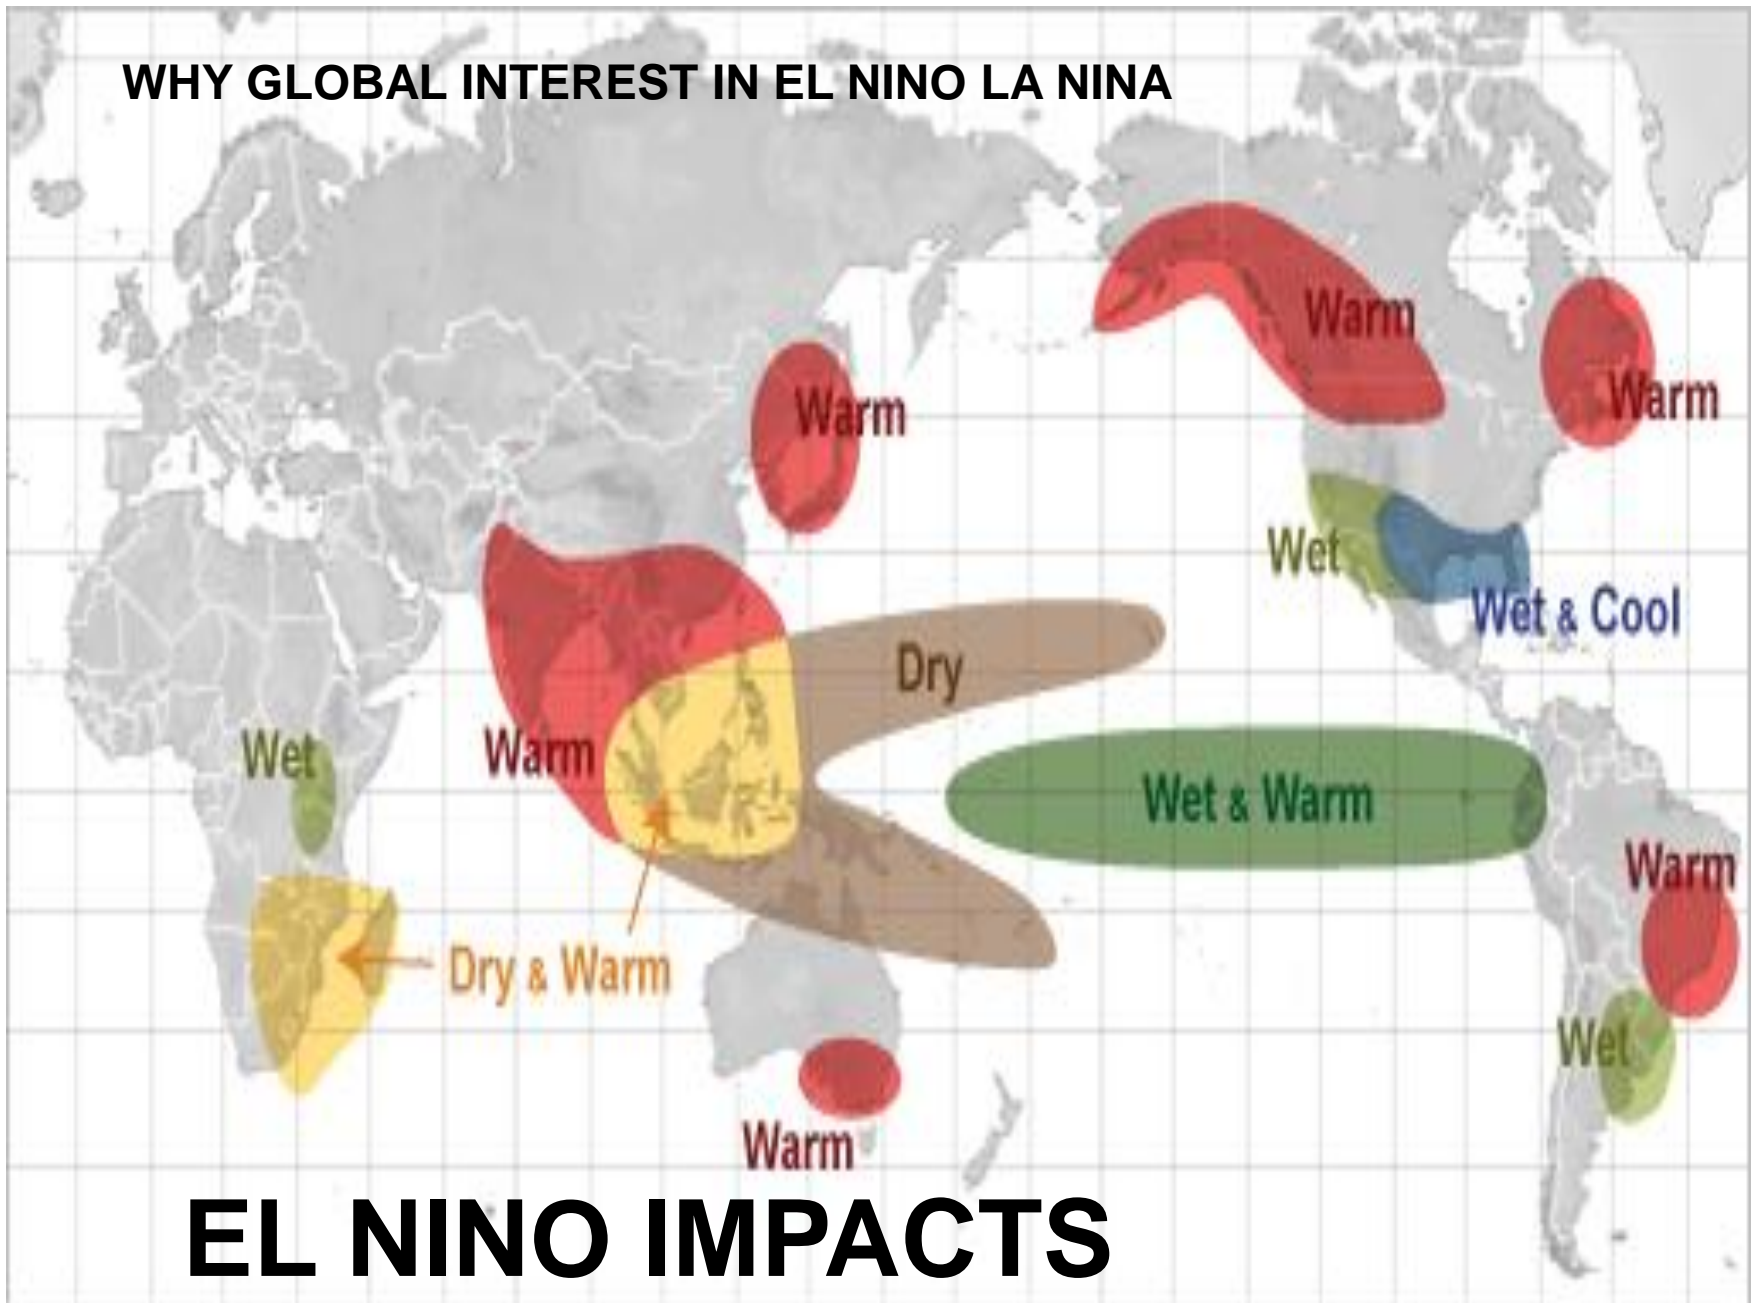 WHY GLOBAL INTEREST IN EL NINO LA NINA
Warm
Warm
Warm
Wet
Wet & Cool
Dry
Wet
Warm
Wet & Warm
Warm
Dry & Warm
Wet
Warm
EL NINO IMPACTS